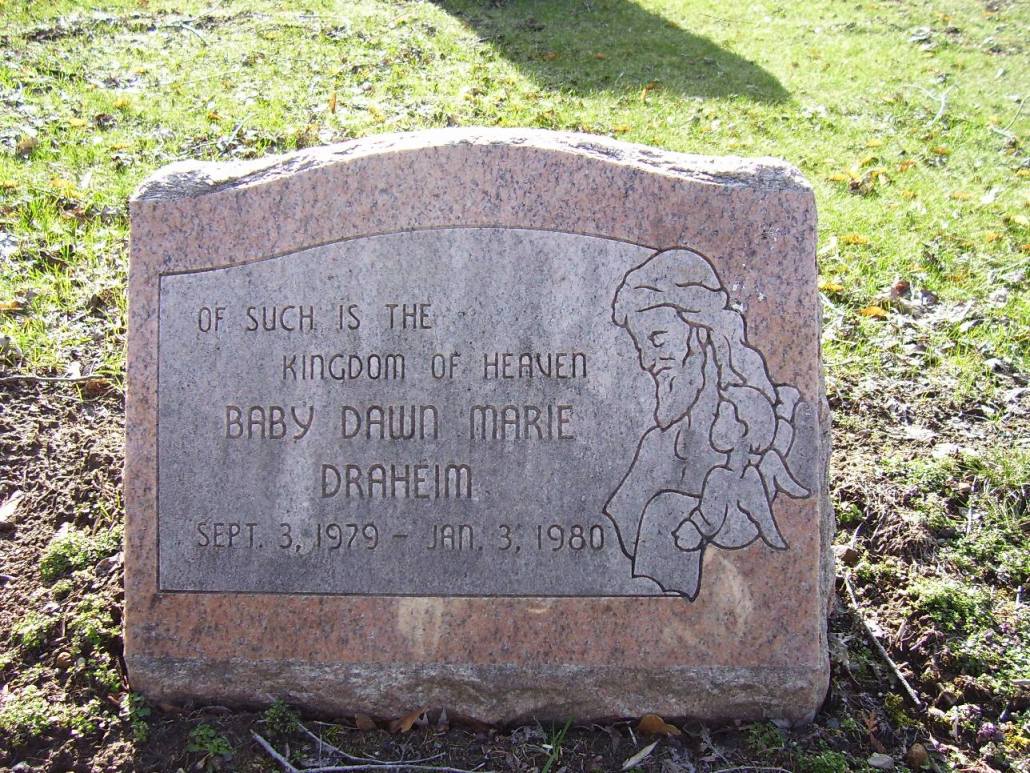 OF SUCH IS THE
KINGDOM OF HEAVEN
BABY DAWN MARIE
DRAHEIM
SEPT. 3, 1979 - JAN. 3, 1980